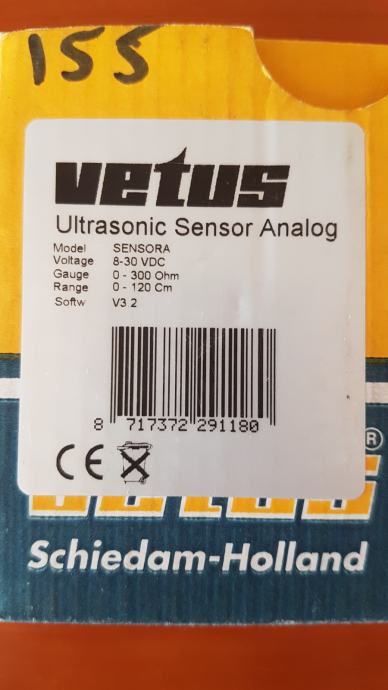 155
vetus
Ultrasonic Sensor Analog
Model SENSORA
Voltage 8-30 VDC
Gauge 0 - 300 Ohm
Range 0 - 120 Cm
Softw V3 2
8 717372 291180
CE
®
Schiedam-Holland